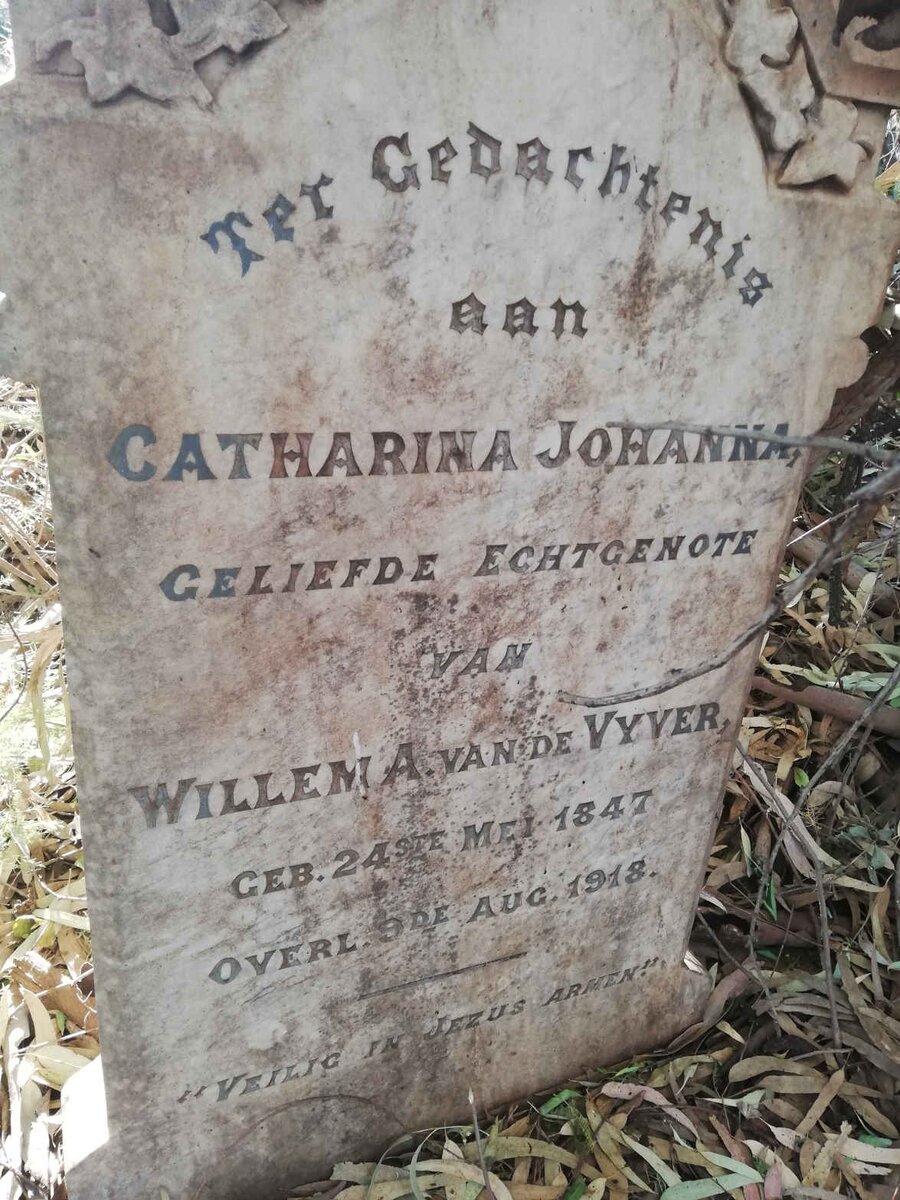 Ter Gedachtenis
aan
CATHARINA JOHANNA,
GELIEFDE ECHTGENOTE
VAN
WILLEM A. VAN DE VYVER,
GEB. 24STE MEI 1847
OVERL. 9DE AUG. 1918.
"VEILIG IN JEZUS ARMEN"